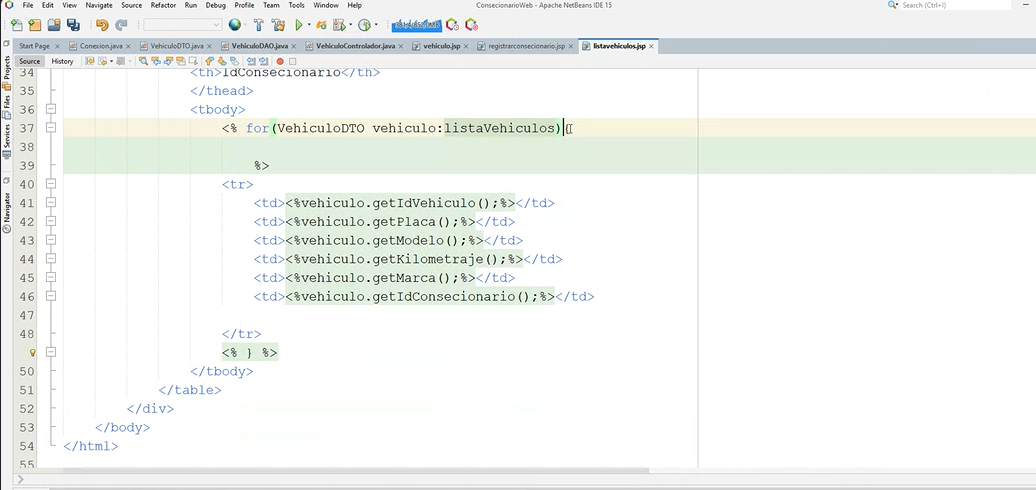 File Edit View Navigate Source Refactor Run Debug Profile Team Tools Window Help
ConsecionarioWeb - Apache NetBeans IDE 15
Search (Ctrl+I)
Start Page Conexion.java VehiculoDTO.java VehiculoDAO.java VehiculoControlador.java vehiculo.jsp registrarconsecionario.jsp listavehiculos.jsp
Source History
Projects
Files
Services
Navigator
34 <th>IdConsecionario</th>
35 </thead>
36 <tbody>
37 <% for(VehiculoDTO vehiculo:listaVehiculos)
38
39 %>
40 <tr>
41 <td><%vehiculo.getIdVehiculo();%></td>
42 <td><%vehiculo.getPlaca();%></td>
43 <td><%vehiculo.getModelo();%></td>
44 <td><%vehiculo.getKilometraje();%></td>
45 <td><%vehiculo.getMarca();%></td>
46 <td><%vehiculo.getIdConsecionario();%></td>
47
48 </tr>
<% } %>
50 </tbody>
51 </table>
52 </div>
53 </body>
54 </html>
55